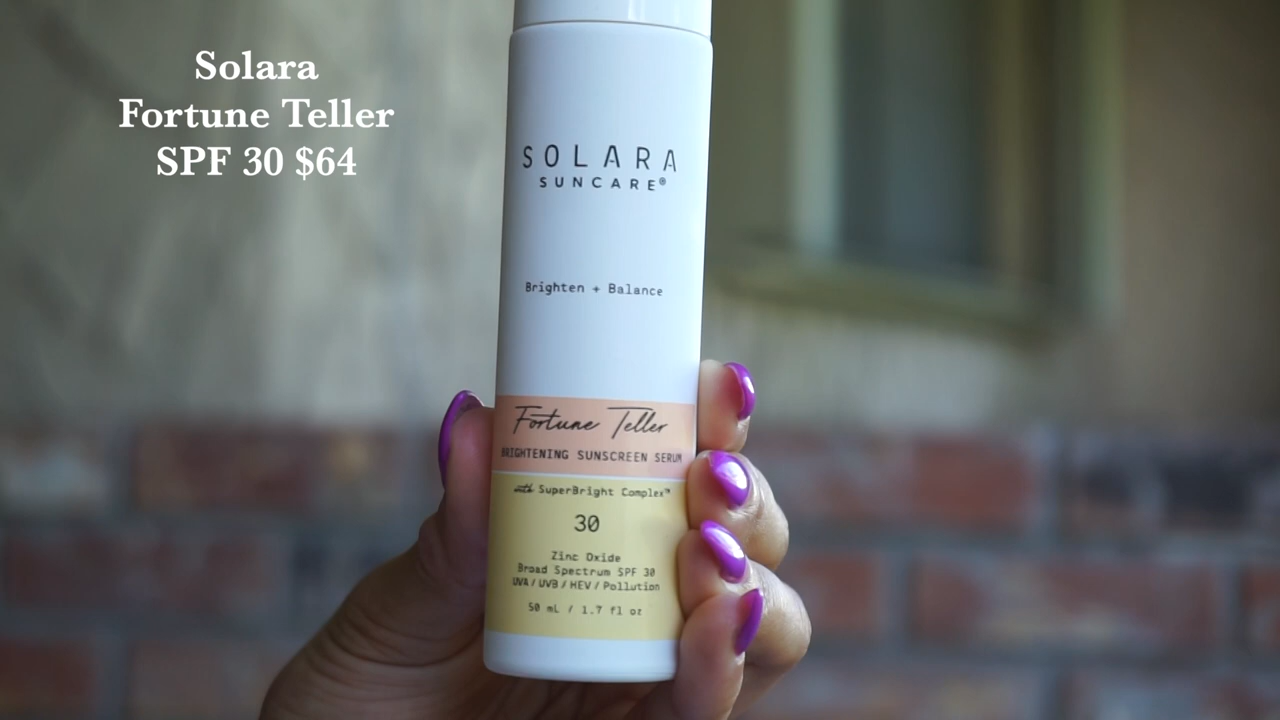 Solara
Fortune Teller
SPF 30 $64
SOLARA
SUNCARE®
Brighten + Balance
Fortune Teller
BRIGHTENING SUNSCREEN SERUM
with SuperBright Complex™
30
Zinc Oxide
Broad Spectrum SPF 30
UVA / UVB / HEV / Pollution
50 mL / 1.7 fl oz